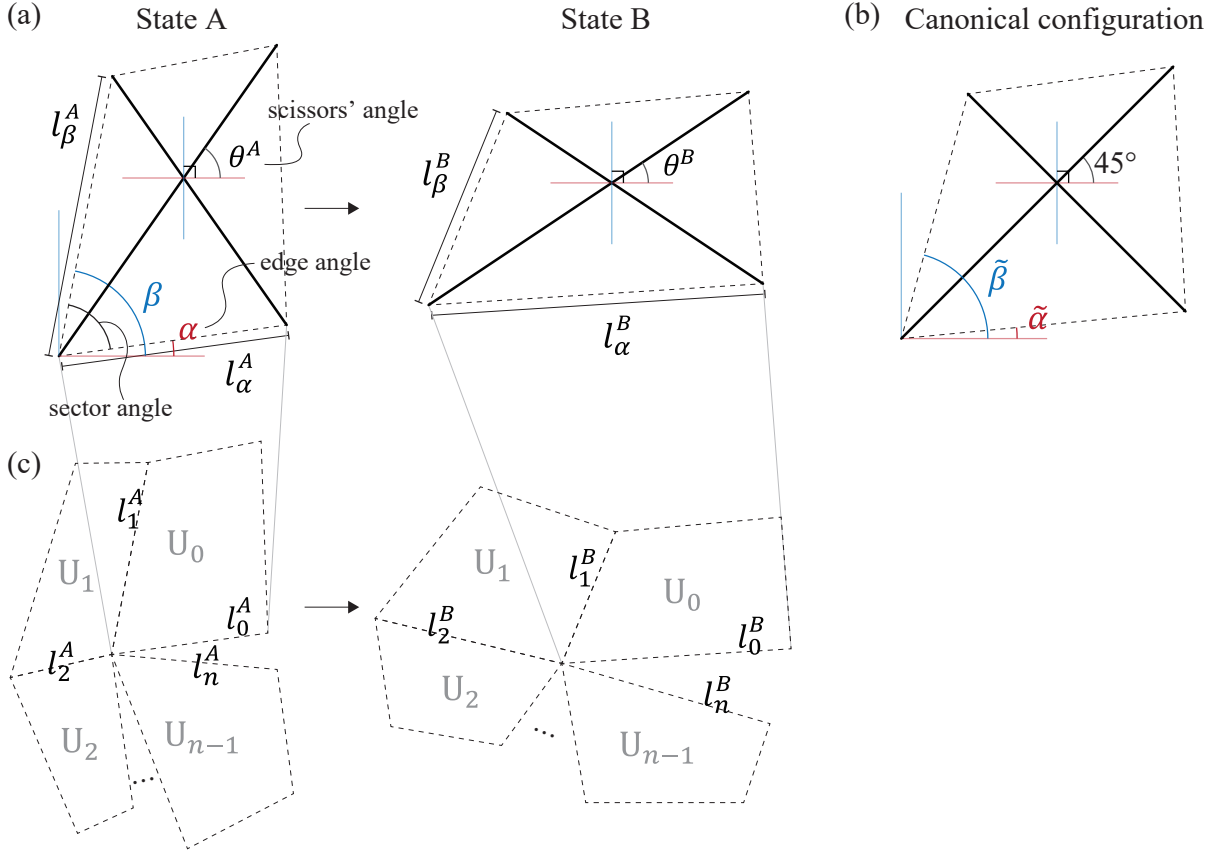 (a)
State A
State B
(b)
Canonical configuration
l_β^A
θ^A
scissors’ angle
β
edge angle
α
l_α^A
sector angle
l_β^B
θ^B
l_α^B
45°
β̃
α̃
(c)
l_1^A
U_0
U_1
l_0^A
l_2^A
l_n^A
U_2
U_{n−1}
...
U_1
l_1^B
U_0
l_2^B
l_0^B
U_2
l_n^B
...
U_{n−1}